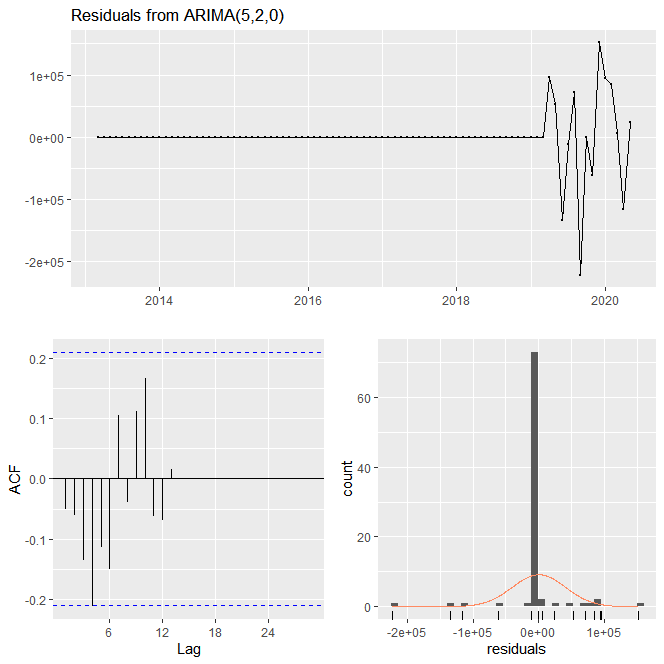 Residuals from ARIMA(5,2,0)
1e+05
0e+00
-1e+05
-2e+05
2014
2016
2018
2020
0.2
0.1
0.0
-0.1
-0.2
ACF
6
12
18
24
Lag
60
40
20
0
count
-2e+05
-1e+05
0e+00
1e+05
residuals